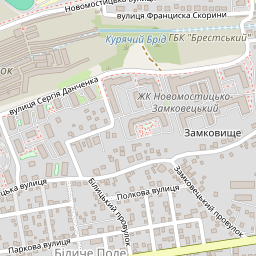 Новомостицька вулиця
вулиця Франциска Скорини
Курячий Брід
ГБК "Брестський"
вулиця Сергія Данченка
ЖК Новомостицько-
Замковецький
Замковище
Полкова вулиця
Білицький
провулок
Замковецький провулок
Паркова вулиця
Біличе Поле